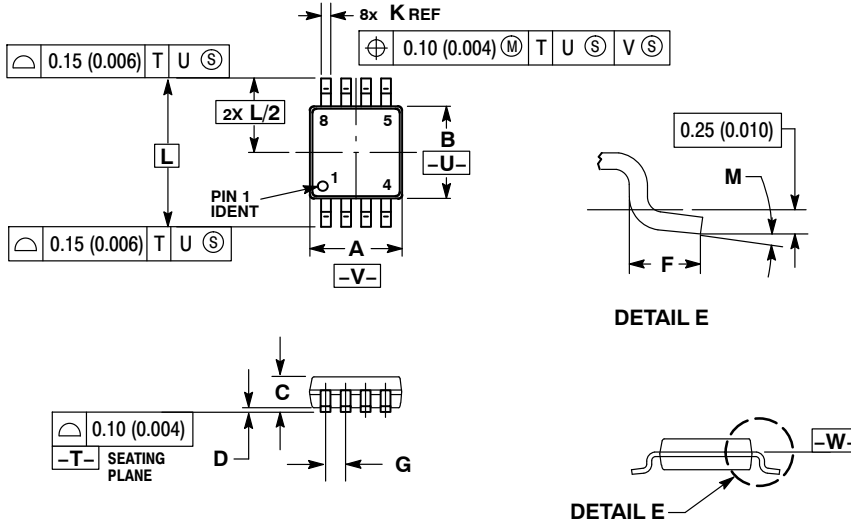 8x K REF
⌖ 0.10 (0.004) Ⓜ T U Ⓢ V Ⓢ
⌓ 0.15 (0.006) T U Ⓢ
2X L/2
L
8 5
B
-U-
PIN 1
IDENT
1 4
⌓ 0.15 (0.006) T U Ⓢ
A
-V-
0.25 (0.010)
M
F
DETAIL E
C
⌓ 0.10 (0.004)
-T- SEATING
PLANE
D
G
-W-
DETAIL E